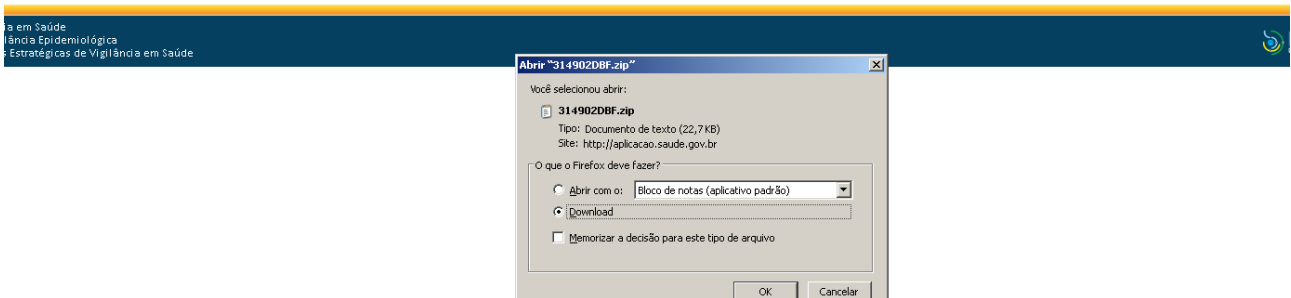 ia em Saúde
lância Epidemiológica
s Estratégicas de Vigilância em Saúde
Abrir "314902DBF.zip"
Você selecionou abrir:
314902DBF.zip
Tipo: Documento de texto (22,7 KB)
Site: http://aplicacao.saude.gov.br
O que o Firefox deve fazer?
Abrir com o: Bloco de notas (aplicativo padrão)
Download
Memorizar a decisão para este tipo de arquivo
OK Cancelar